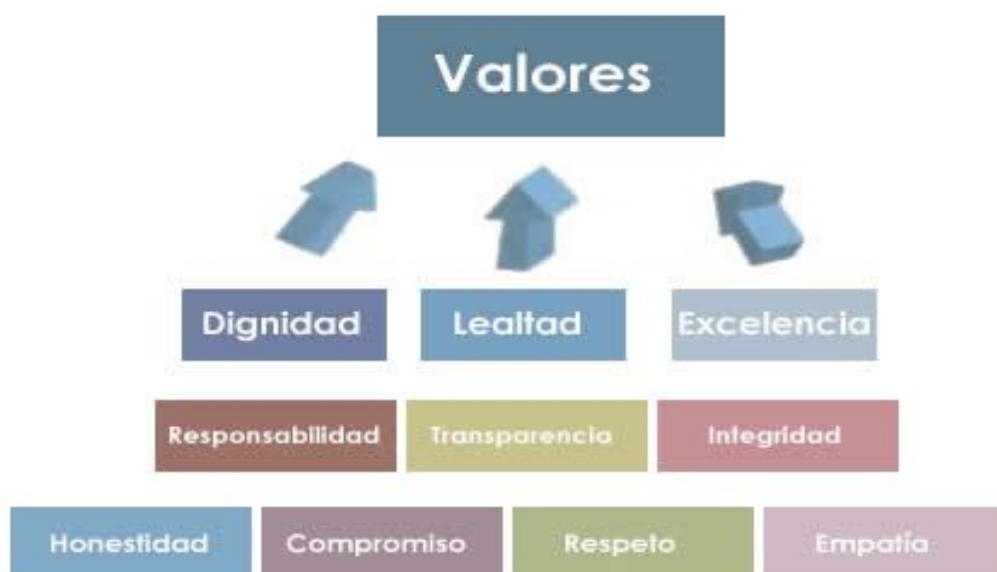 Valores
Dignidad Lealtad Excelencia
Responsabilidad Transparencia Integridad
Honestidad Compromiso Respeto Empatía